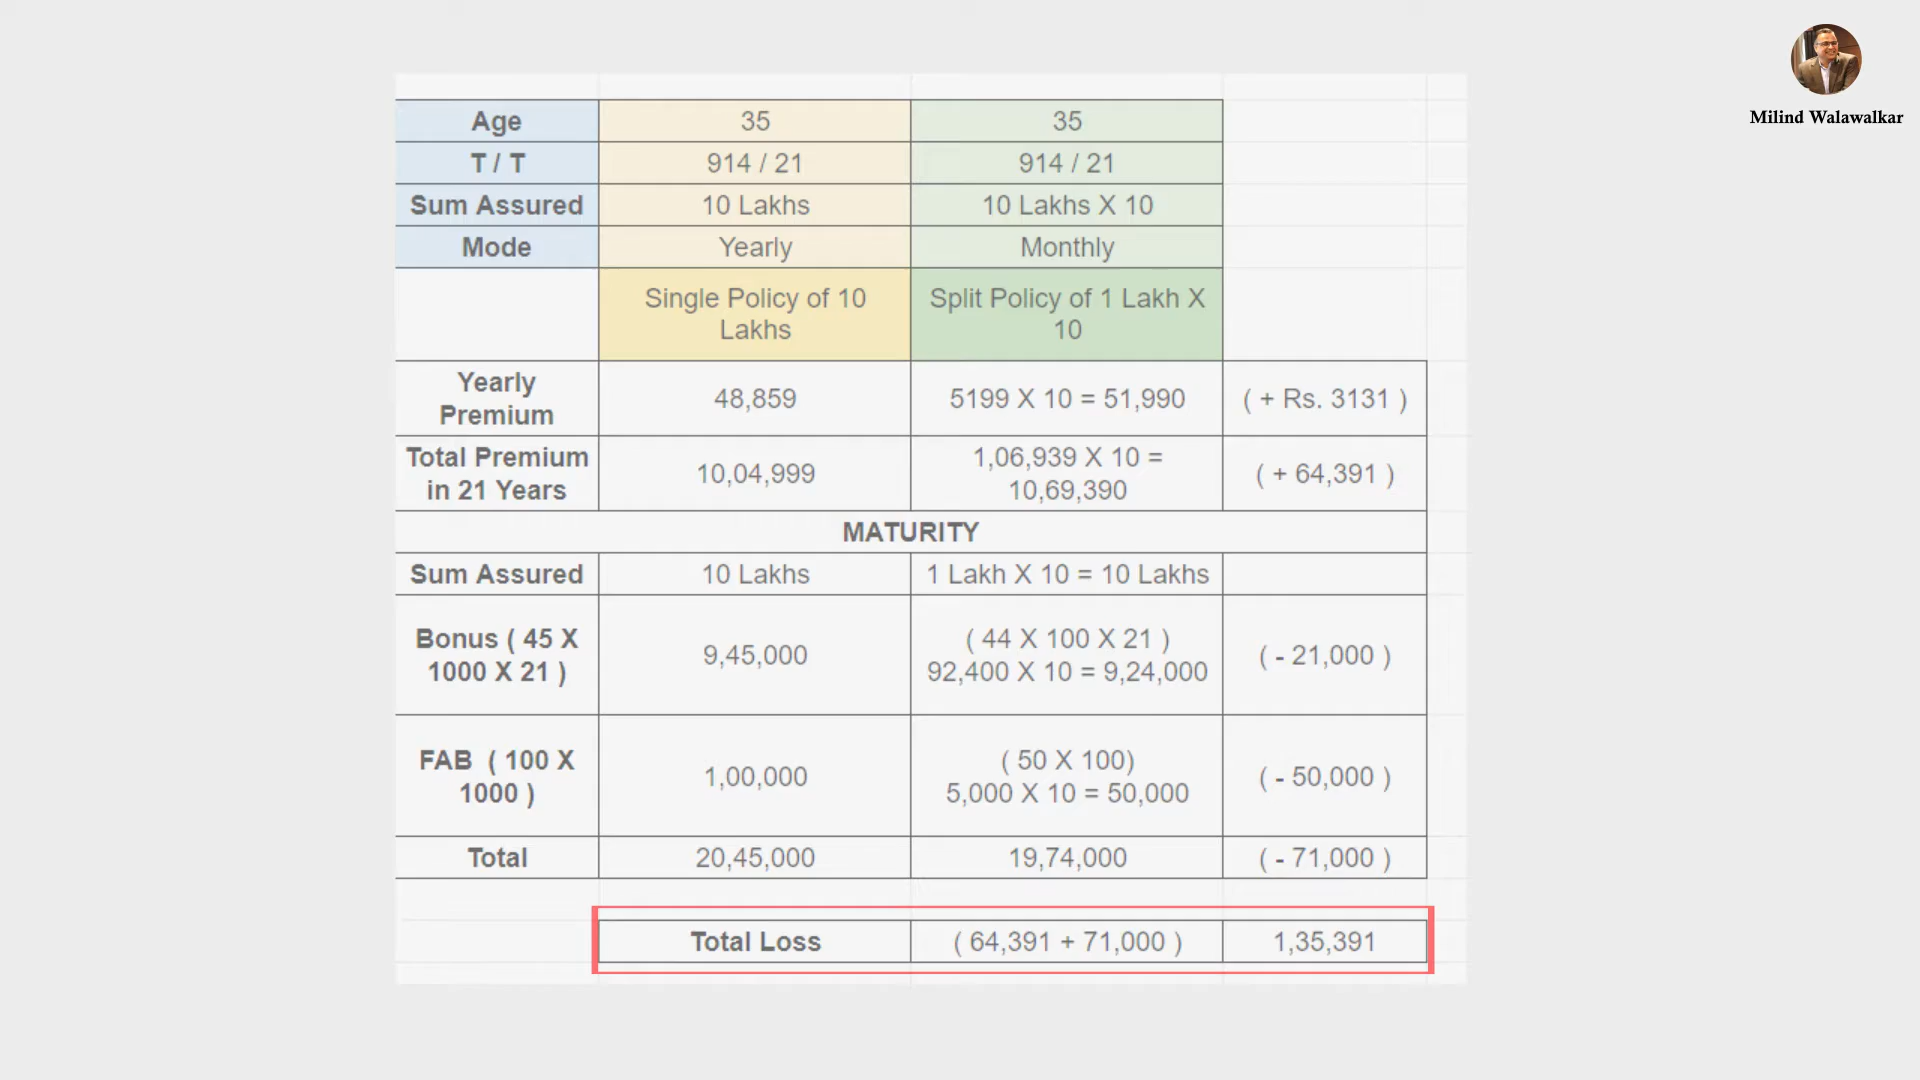 Milind Walawalkar
Age 35 35
T / T 914 / 21 914 / 21
Sum Assured 10 Lakhs 10 Lakhs X 10
Mode Yearly Monthly
Single Policy of 10
Lakhs
Split Policy of 1 Lakh X
10
Yearly
Premium
48,859
5199 X 10 = 51,990
( + Rs. 3131 )
Total Premium
in 21 Years
10,04,999
1,06,939 X 10 =
10,69,390
( + 64,391 )
MATURITY
Sum Assured 10 Lakhs 1 Lakh X 10 = 10 Lakhs
Bonus ( 45 X
1000 X 21 )
9,45,000
( 44 X 100 X 21 )
92,400 X 10 = 9,24,000
( - 21,000 )
FAB ( 100 X
1000 )
1,00,000
( 50 X 100)
5,000 X 10 = 50,000
( - 50,000 )
Total 20,45,000 19,74,000 ( - 71,000 )
Total Loss ( 64,391 + 71,000 ) 1,35,391